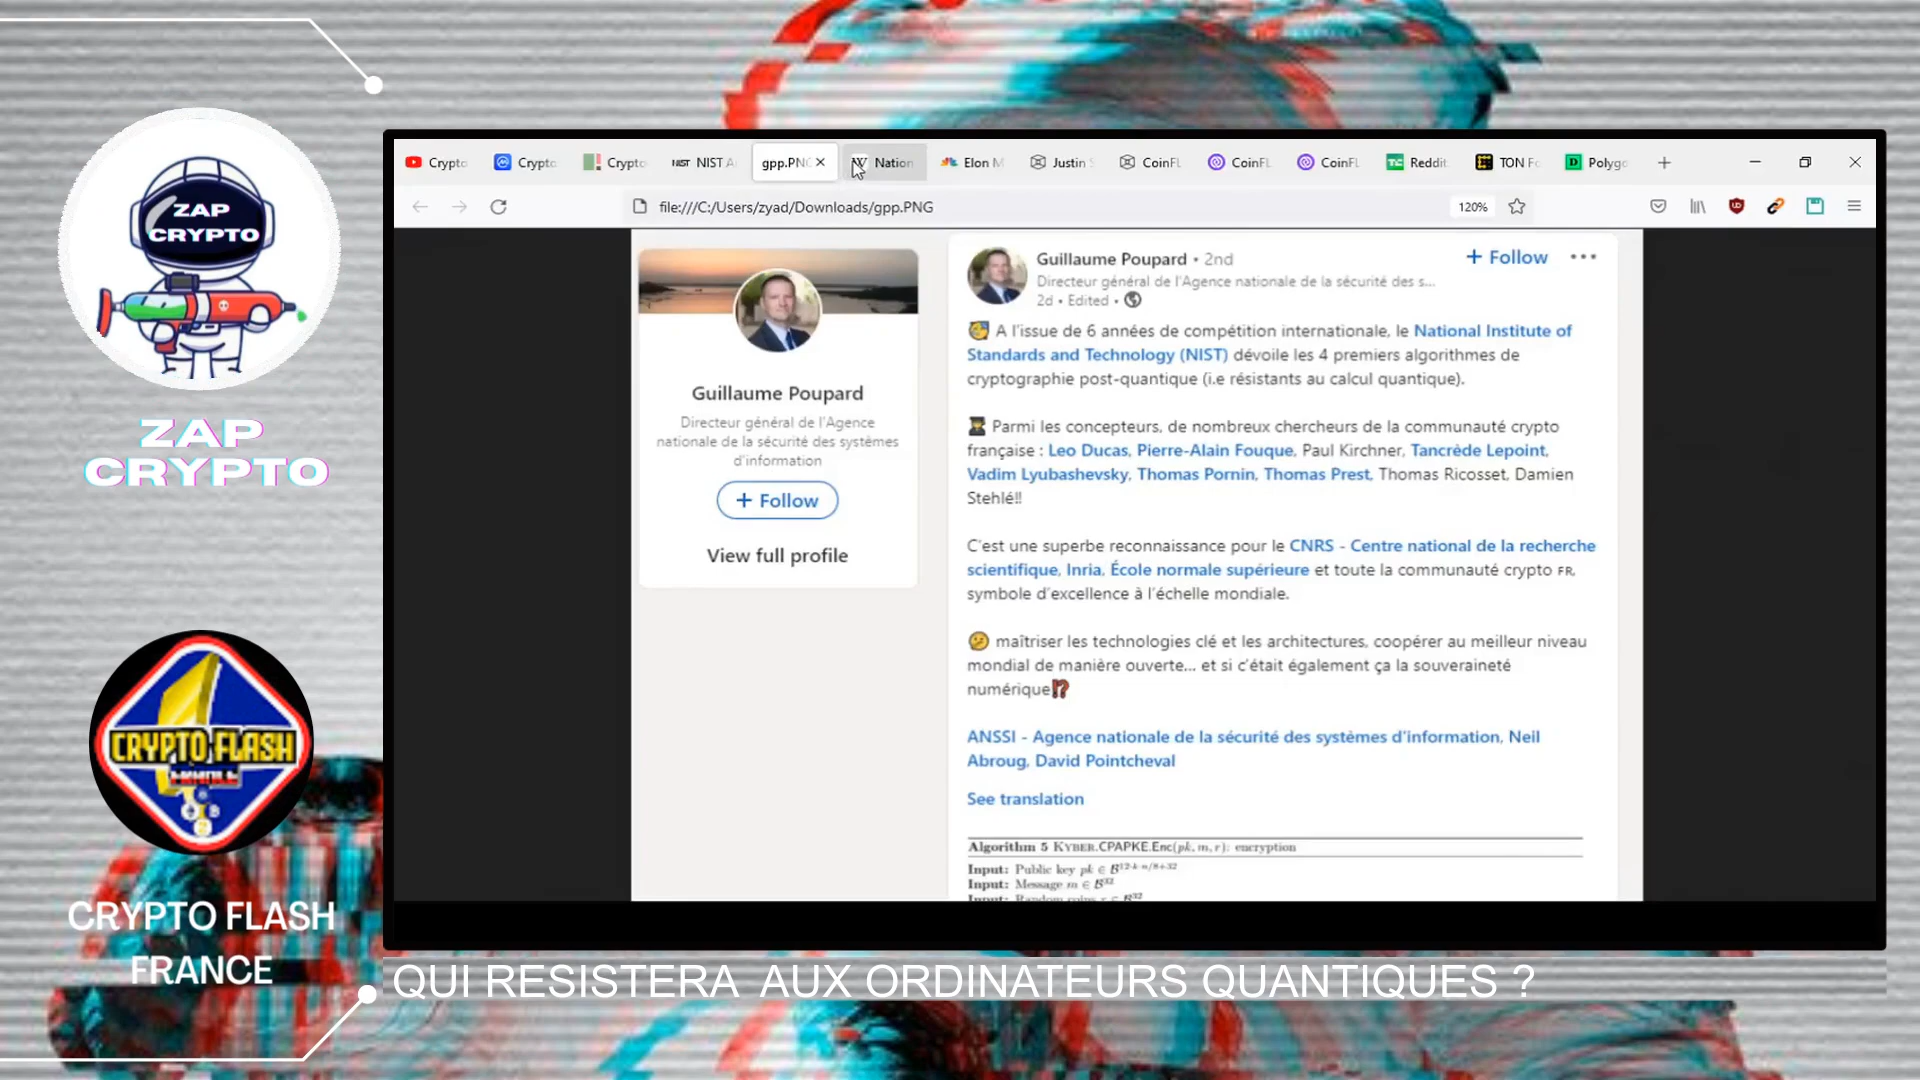 ZAP
CRYPTO
ZAP
CRYPTO
CRYPTO FLASH
CRYPTO FLASH
FRANCE
Crypto
Crypto
Crypto
NIST NIST A
gpp.PNG
W Nation
Elon M
Justin S
CoinFL
CoinFL
CoinFL
TC Reddit
TON Fo
D Polygo
file:///C:/Users/zyad/Downloads/gpp.PNG
120%
Guillaume Poupard
Directeur général de l'Agence
nationale de la sécurité des systèmes
d'information
+ Follow
View full profile
Guillaume Poupard • 2nd
Directeur général de l'Agence nationale de la sécurité des s...
2d • Edited •
+ Follow
A l'issue de 6 années de compétition internationale, le National Institute of
Standards and Technology (NIST) dévoile les 4 premiers algorithmes de
cryptographie post-quantique (i.e résistants au calcul quantique).
Parmi les concepteurs, de nombreux chercheurs de la communauté crypto
française : Leo Ducas, Pierre-Alain Fouque, Paul Kirchner, Tancrède Lepoint,
Vadim Lyubashevsky, Thomas Pornin, Thomas Prest, Thomas Ricosset, Damien
Stehlé!!
C'est une superbe reconnaissance pour le CNRS - Centre national de la recherche
scientifique, Inria, École normale supérieure et toute la communauté crypto FR,
symbole d'excellence à l'échelle mondiale.
maîtriser les technologies clé et les architectures, coopérer au meilleur niveau
mondial de manière ouverte... et si c'était également ça la souveraineté
numérique⁉
ANSSI - Agence nationale de la sécurité des systèmes d'information, Neil
Abroug, David Pointcheval
See translation
Algorithm 5 KYBER.CPAPKE.Enc(pk, m, r): encryption
Input: Public key pk ∈ B^{12·k·n/8+32}
Input: Message m ∈ B^{32}
Input: Random coins r ∈ B^{32}
QUI RESISTERA AUX ORDINATEURS QUANTIQUES ?